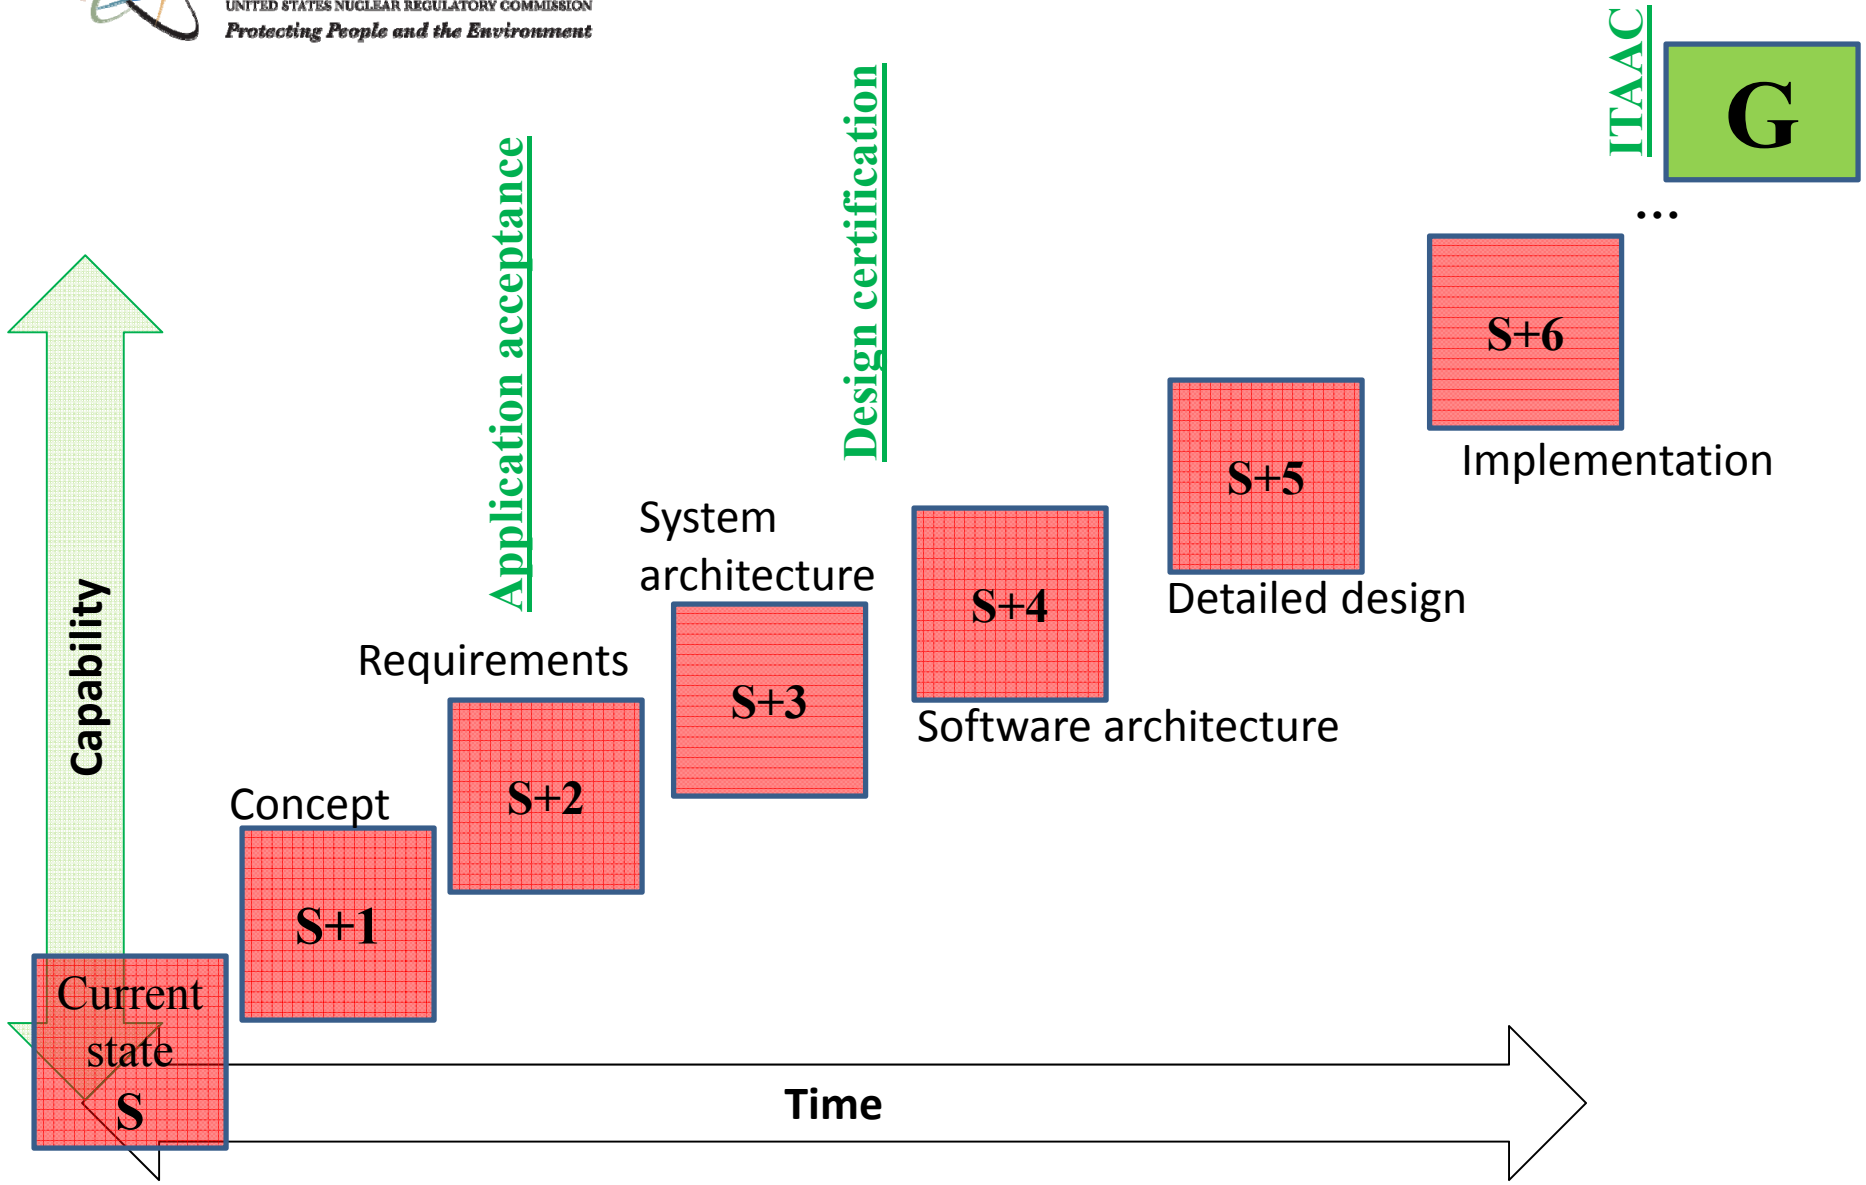 UNITED STATES NUCLEAR REGULATORY COMMISSION
Protecting People and the Environment
ITAAC
G
Design certification
Application acceptance
...
S+6
Implementation
S+5
Detailed design
System
architecture
S+4
Software architecture
Capability
Requirements
S+3
S+2
Concept
S+1
Current
state
S
Time